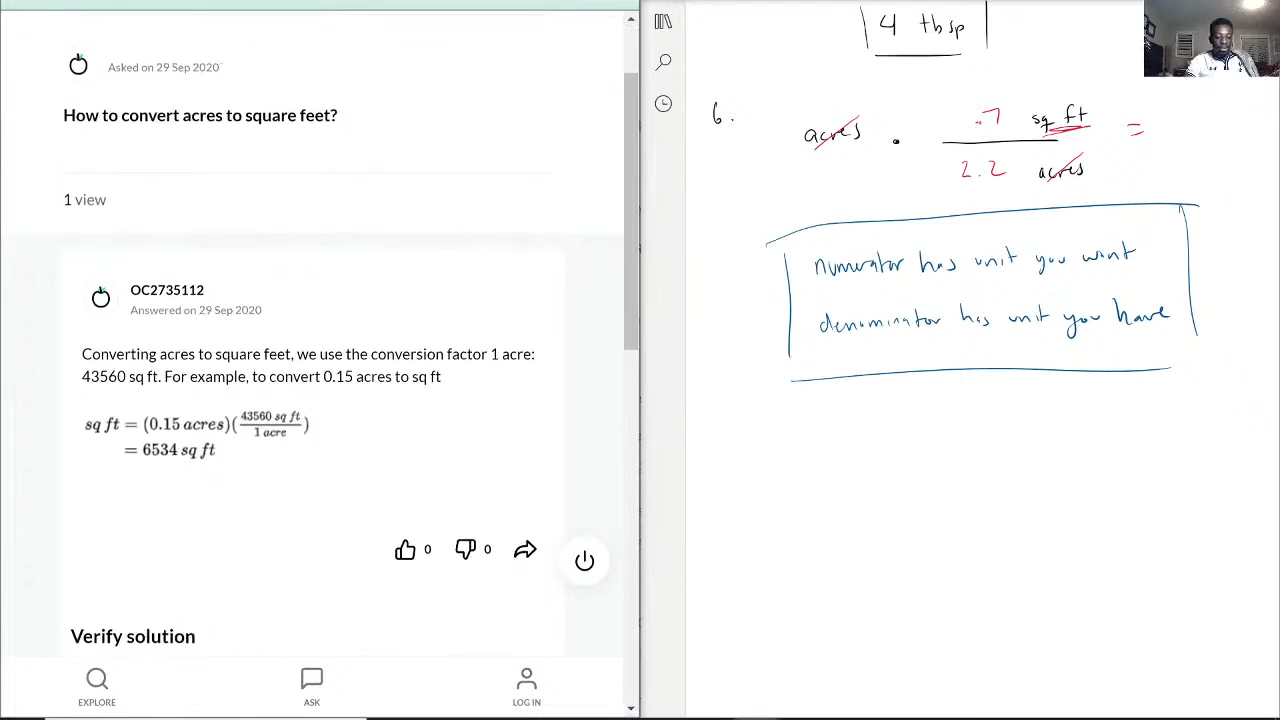 Asked on 29 Sep 2020
How to convert acres to square feet?
1 view
OC2735112
Answered on 29 Sep 2020
Converting acres to square feet, we use the conversion factor 1 acre:
43560 sq ft. For example, to convert 0.15 acres to sq ft
sq ft = (0.15 acres)(43560 sq ft / 1 acre)
= 6534 sq ft
0 0
Verify solution
EXPLORE ASK LOG IN
4 tbsp
6.
acres · .7 sq ft / 2.2 acres =
numerator has unit you want
denominator has unit you have